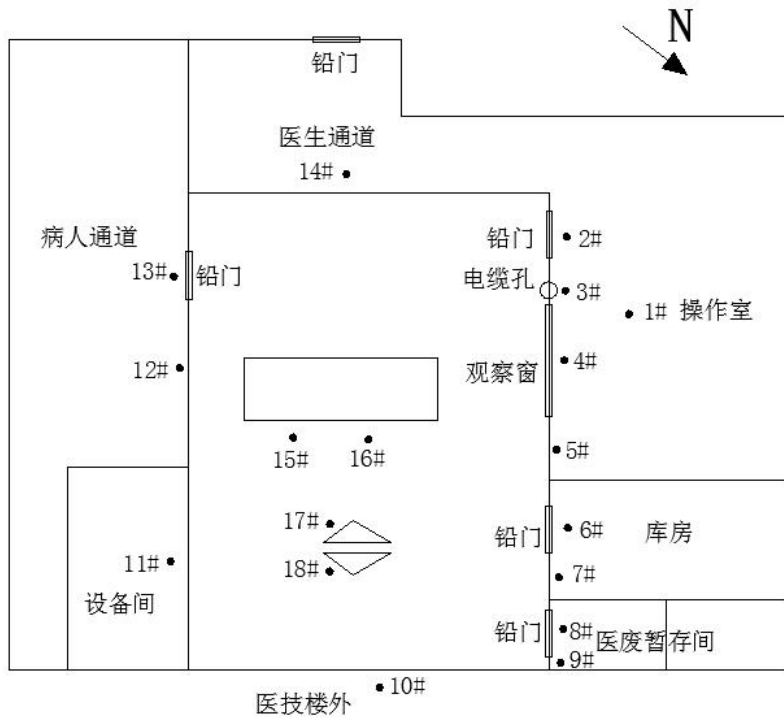 N
铅门
医生通道
14#
病人通道
铅门
2#
13#
铅门
电缆孔
3#
1# 操作室
12#
观察窗
4#
15#
16#
5#
17#
铅门
6#
库房
11#
18#
7#
设备间
铅门
8#
医废暂存间
9#
10#
医技楼外